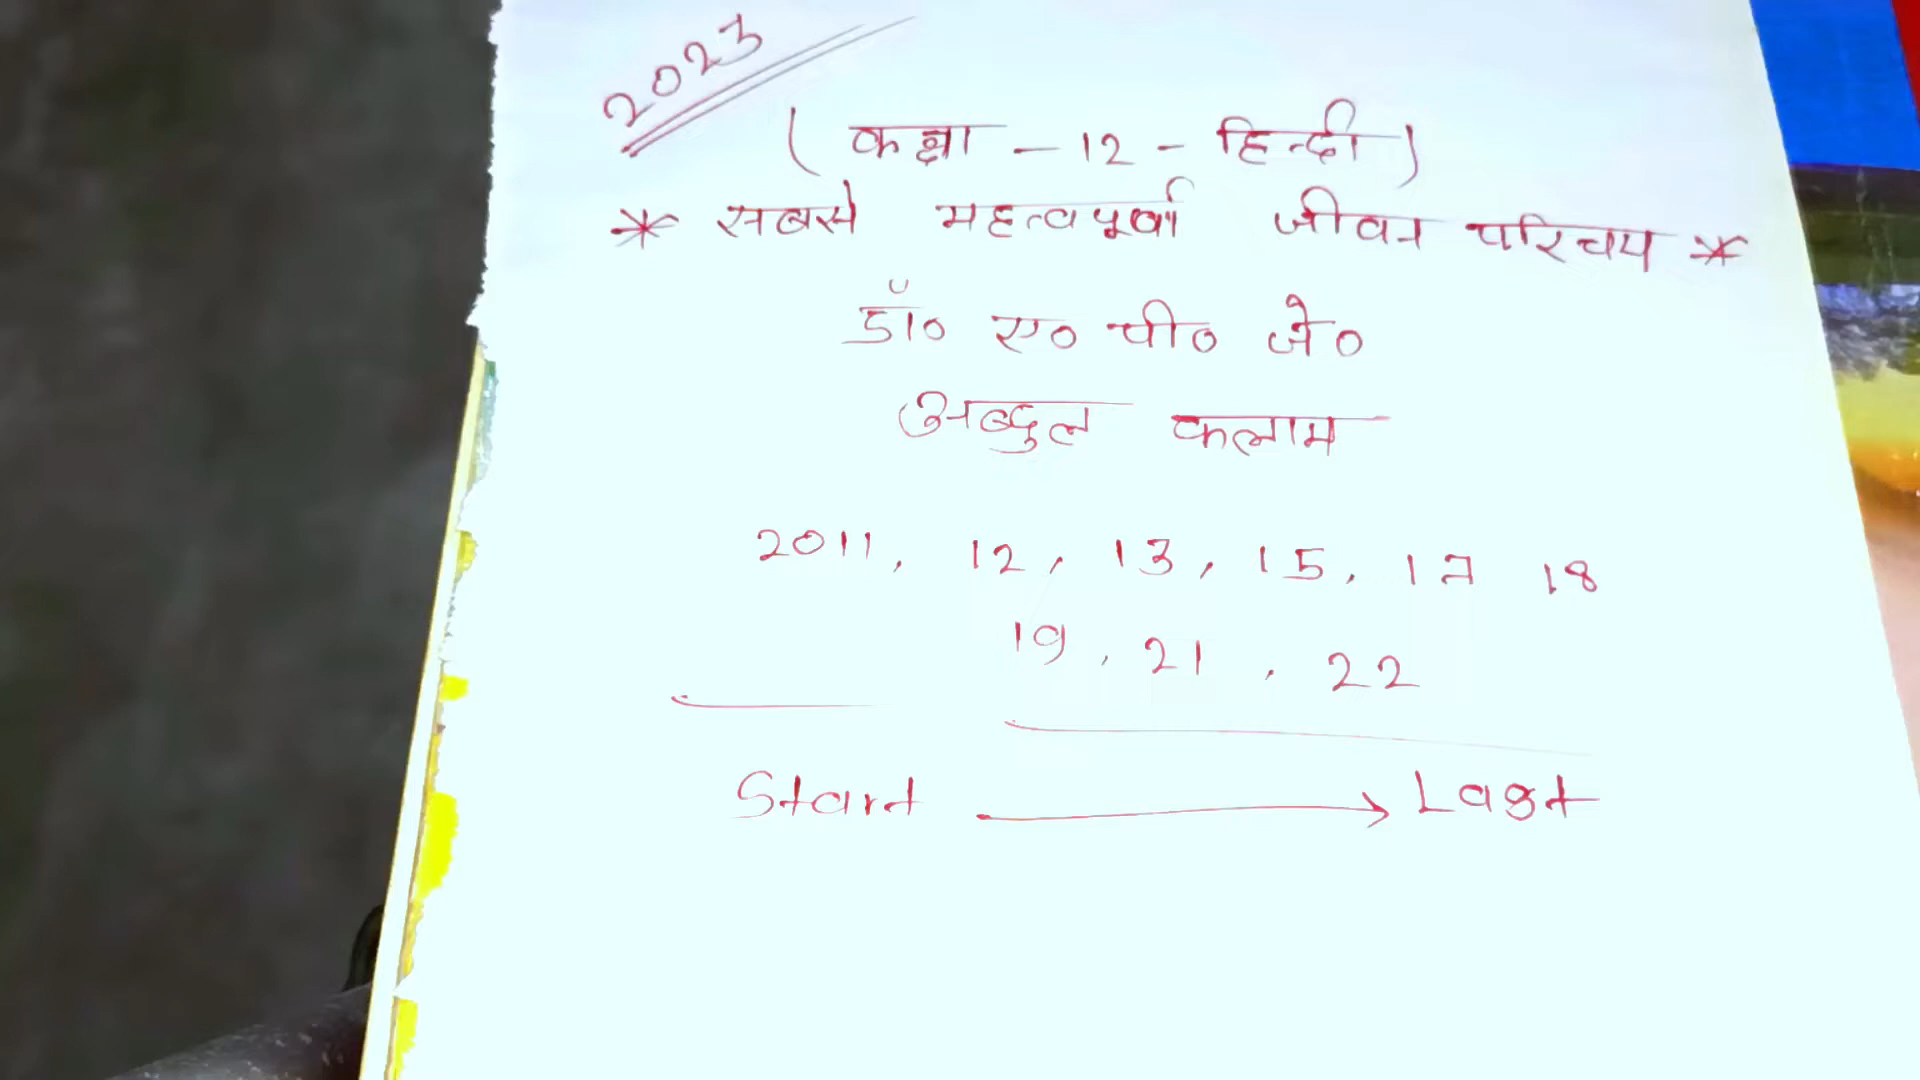 2023
( कक्षा - 12 - हिन्दी )
* सबसे महत्वपूर्ण जीवन परिचय *
डॉ० ए० पी० जे०
अब्दुल कलाम
2011, 12, 13, 15, 17 18
19, 21, 22
Start → Last